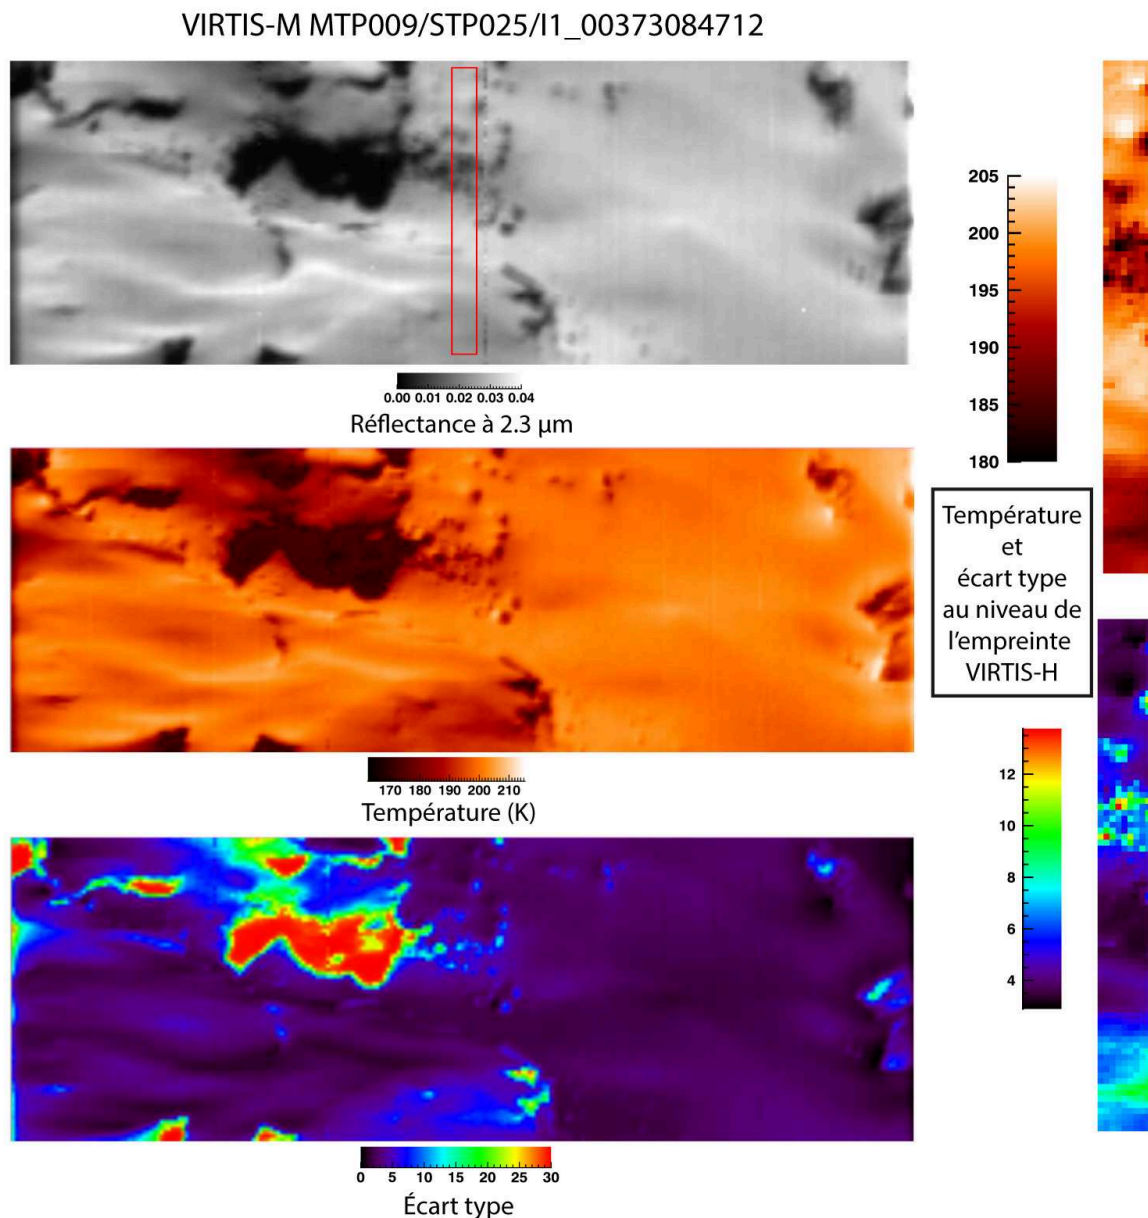 VIRTIS-M MTP009/STP025/I1_00373084712
0.00 0.01 0.02 0.03 0.04
Réflectance à 2.3 µm
205
200
195
190
185
180
Température
et
écart type
au niveau de
l'empreinte
VIRTIS-H
170 180 190 200 210
Température (K)
12
10
8
6
4
0 5 10 15 20 25 30
Écart type